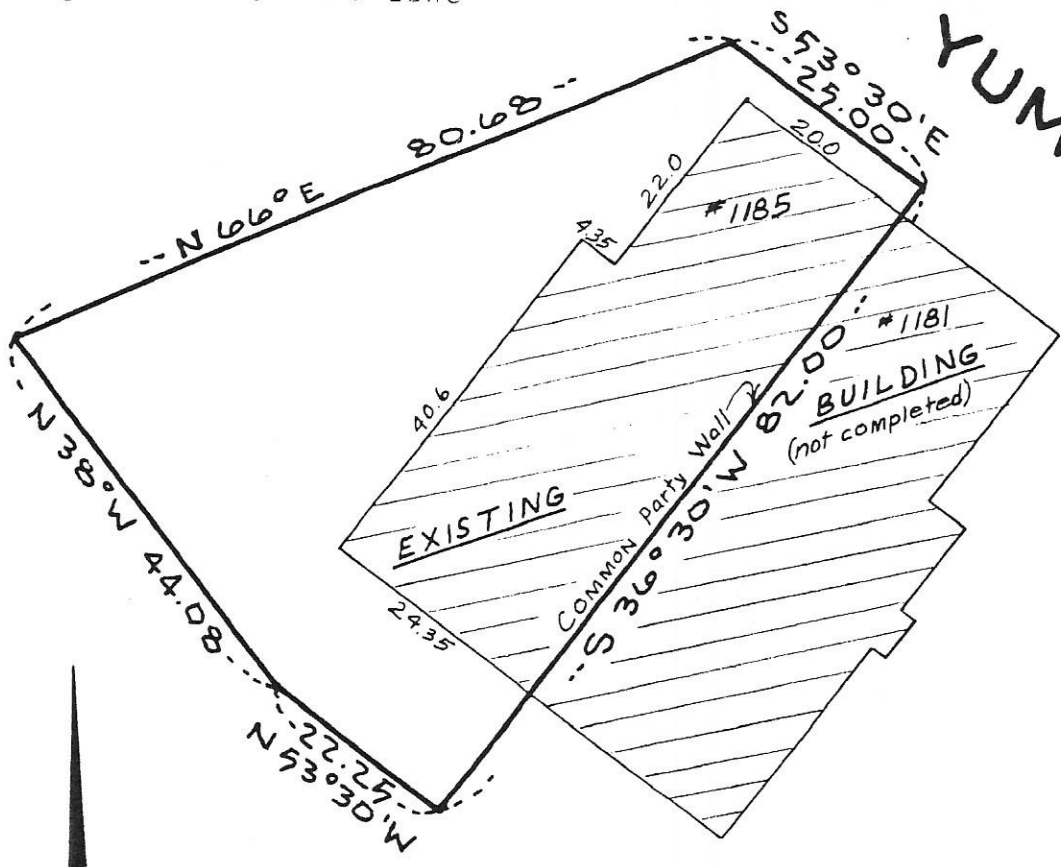 YUM
S 53° 30' E
25.00
80.68
N 66° E
20.0
22.0
#1185
4.35
#1181
BUILDING
(not completed)
40.6
Common Party Wall
S 36° 30' W 82.00
EXISTING
24.35
N 38° W 44.08
22.25
N 53° 30' W